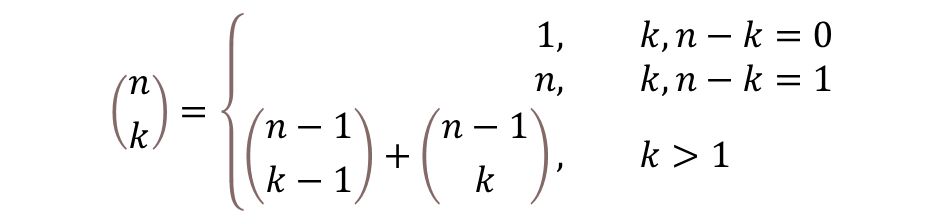 (n k) = { 1, k, n − k = 0
n, k, n − k = 1
(n − 1 k − 1) + (n − 1 k), k > 1